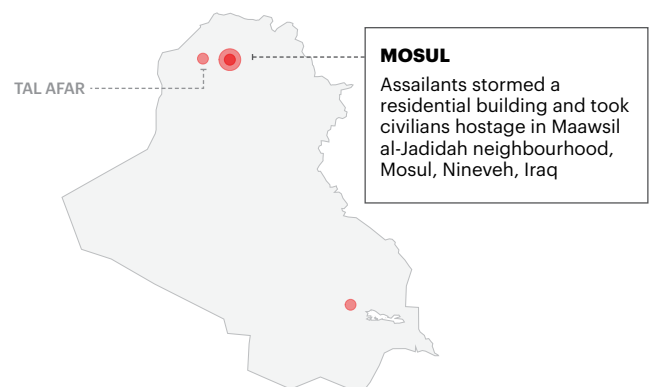 MOSUL
Assailants stormed a
residential building and took
civilians hostage in Maawsil
al-Jadidah neighbourhood,
Mosul, Nineveh, Iraq
TAL AFAR